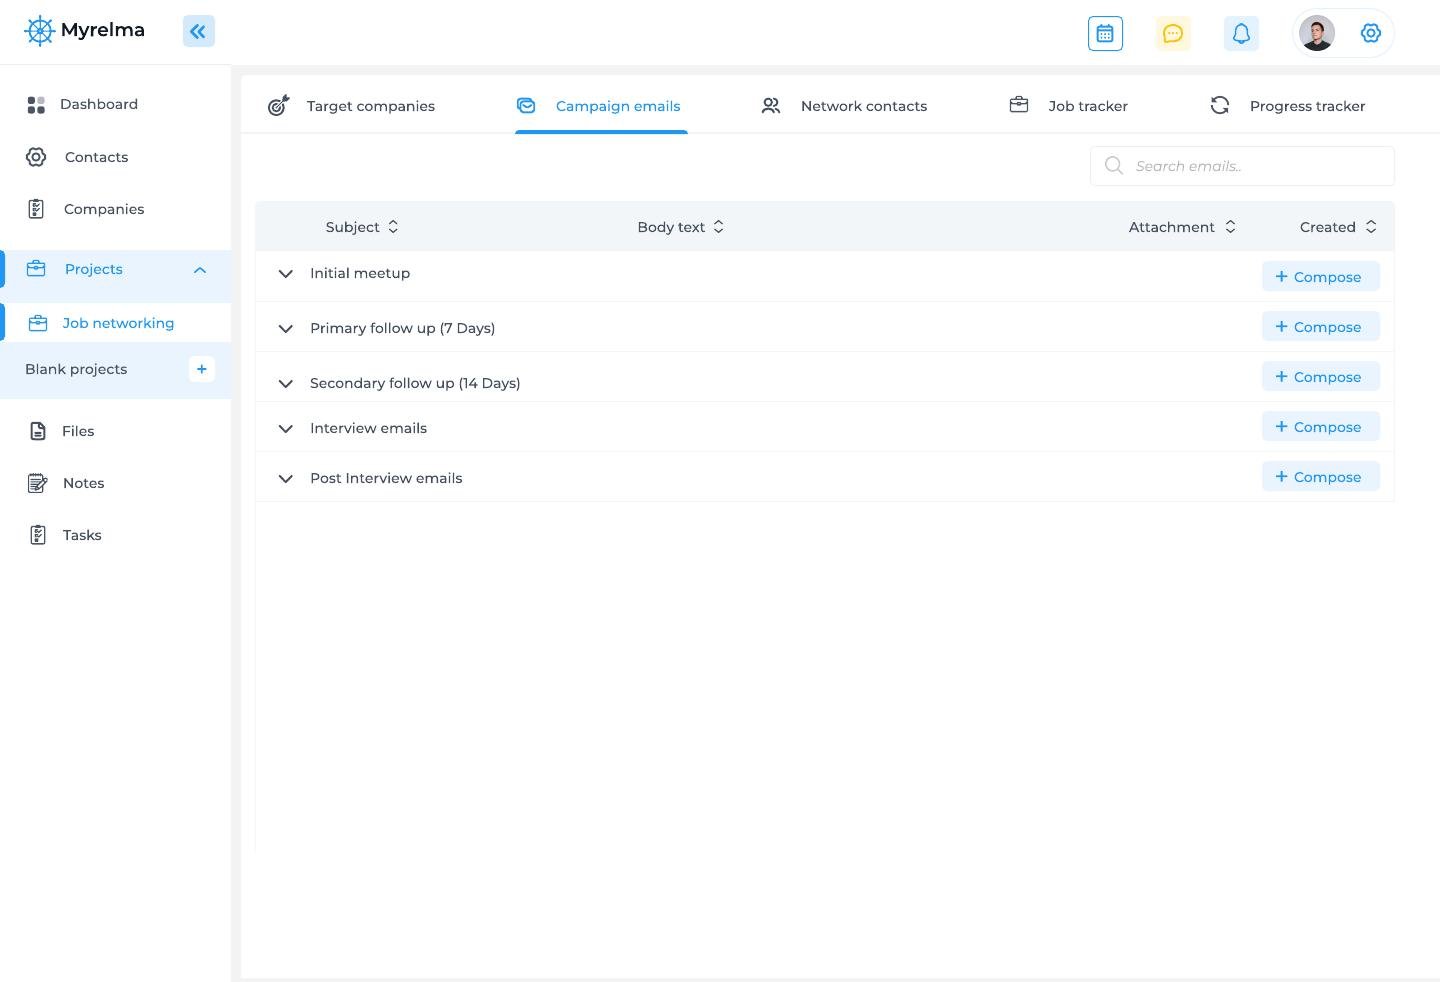 Myrelma
Dashboard
Contacts
Companies
Projects
Job networking
Blank projects
Files
Notes
Tasks
Target companies
Campaign emails
Network contacts
Job tracker
Progress tracker
Search emails..
Subject
Body text
Attachment
Created
Initial meetup
+ Compose
Primary follow up (7 Days)
+ Compose
Secondary follow up (14 Days)
+ Compose
Interview emails
+ Compose
Post Interview emails
+ Compose